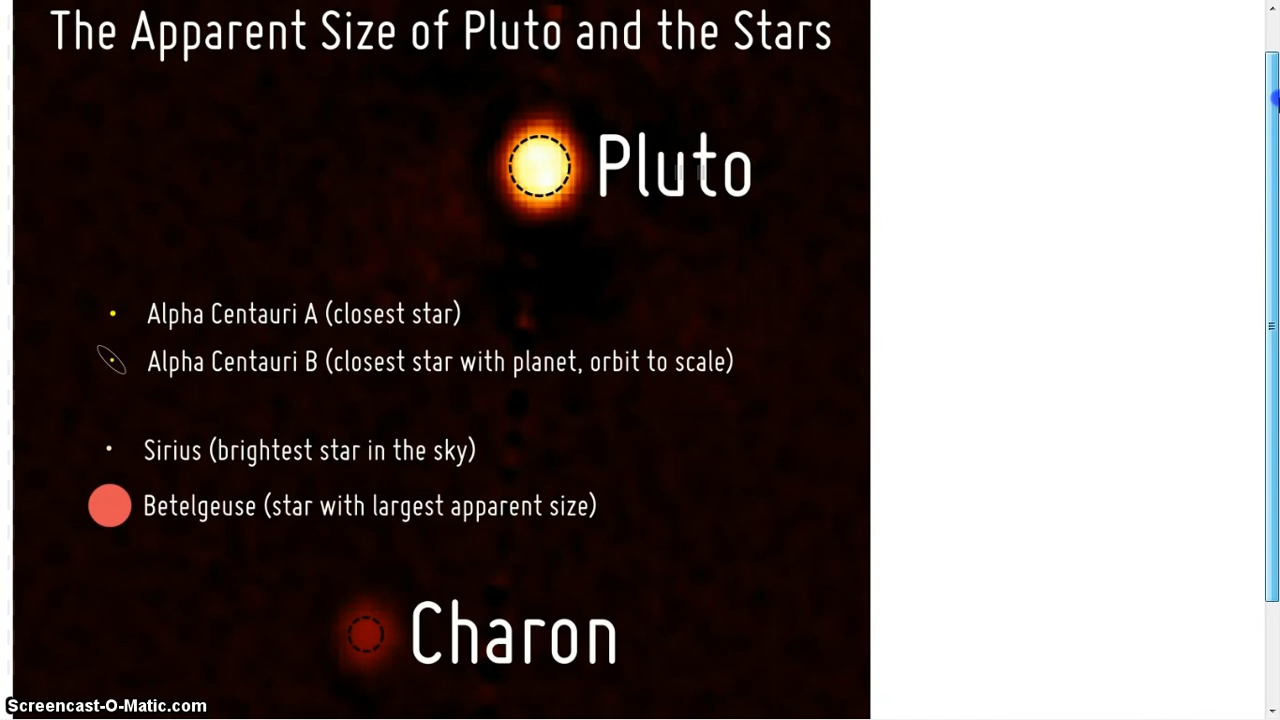 The Apparent Size of Pluto and the Stars
Pluto
Alpha Centauri A (closest star)
Alpha Centauri B (closest star with planet, orbit to scale)
Sirius (brightest star in the sky)
Betelgeuse (star with largest apparent size)
Charon
Screencast-O-Matic.com